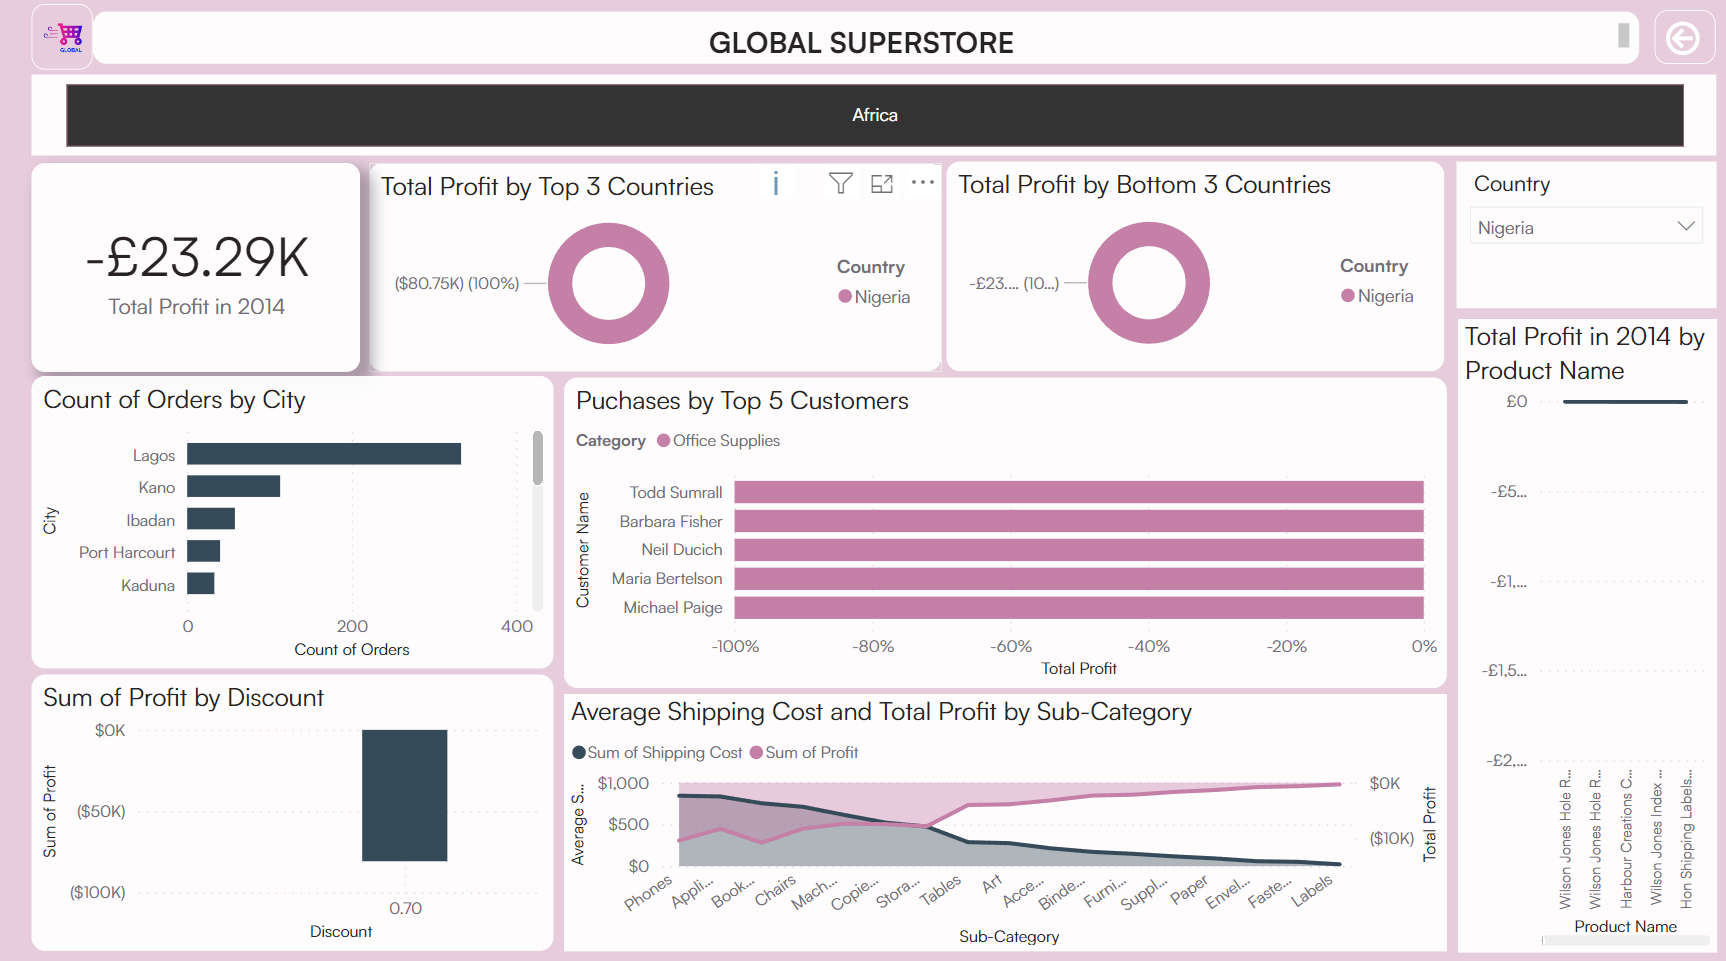 GLOBAL
GLOBAL SUPERSTORE
Africa
-£23.29K
Total Profit in 2014
Total Profit by Top 3 Countries
i
($80.75K) (100%)
Country
Nigeria
Total Profit by Bottom 3 Countries
-£23.... (10...)
Country
Nigeria
Country
Nigeria
Count of Orders by City
City
Lagos
Kano
Ibadan
Port Harcourt
Kaduna
0 200 400
Count of Orders
Puchases by Top 5 Customers
Category Office Supplies
Customer Name
Todd Sumrall
Barbara Fisher
Neil Ducich
Maria Bertelson
Michael Paige
-100% -80% -60% -40% -20% 0%
Total Profit
Total Profit in 2014 by
Product Name
£0
-£5...
-£1,...
-£1,5...
-£2,...
Wilson Jones Hole R...
Wilson Jones Hole R...
Harbour Creations C...
Wilson Jones Index ...
Hon Shipping Labels...
Product Name
Sum of Profit by Discount
Sum of Profit
$0K
($50K)
($100K)
0.70
Discount
Average Shipping Cost and Total Profit by Sub-Category
Sum of Shipping Cost Sum of Profit
Average S...
$1,000
$500
$0
$0K
($10K)
Total Profit
Phones
Appli...
Book...
Chairs
Mach...
Copie...
Stora...
Tables
Art
Acce...
Binde...
Furni...
Suppl...
Paper
Envel...
Faste...
Labels
Sub-Category